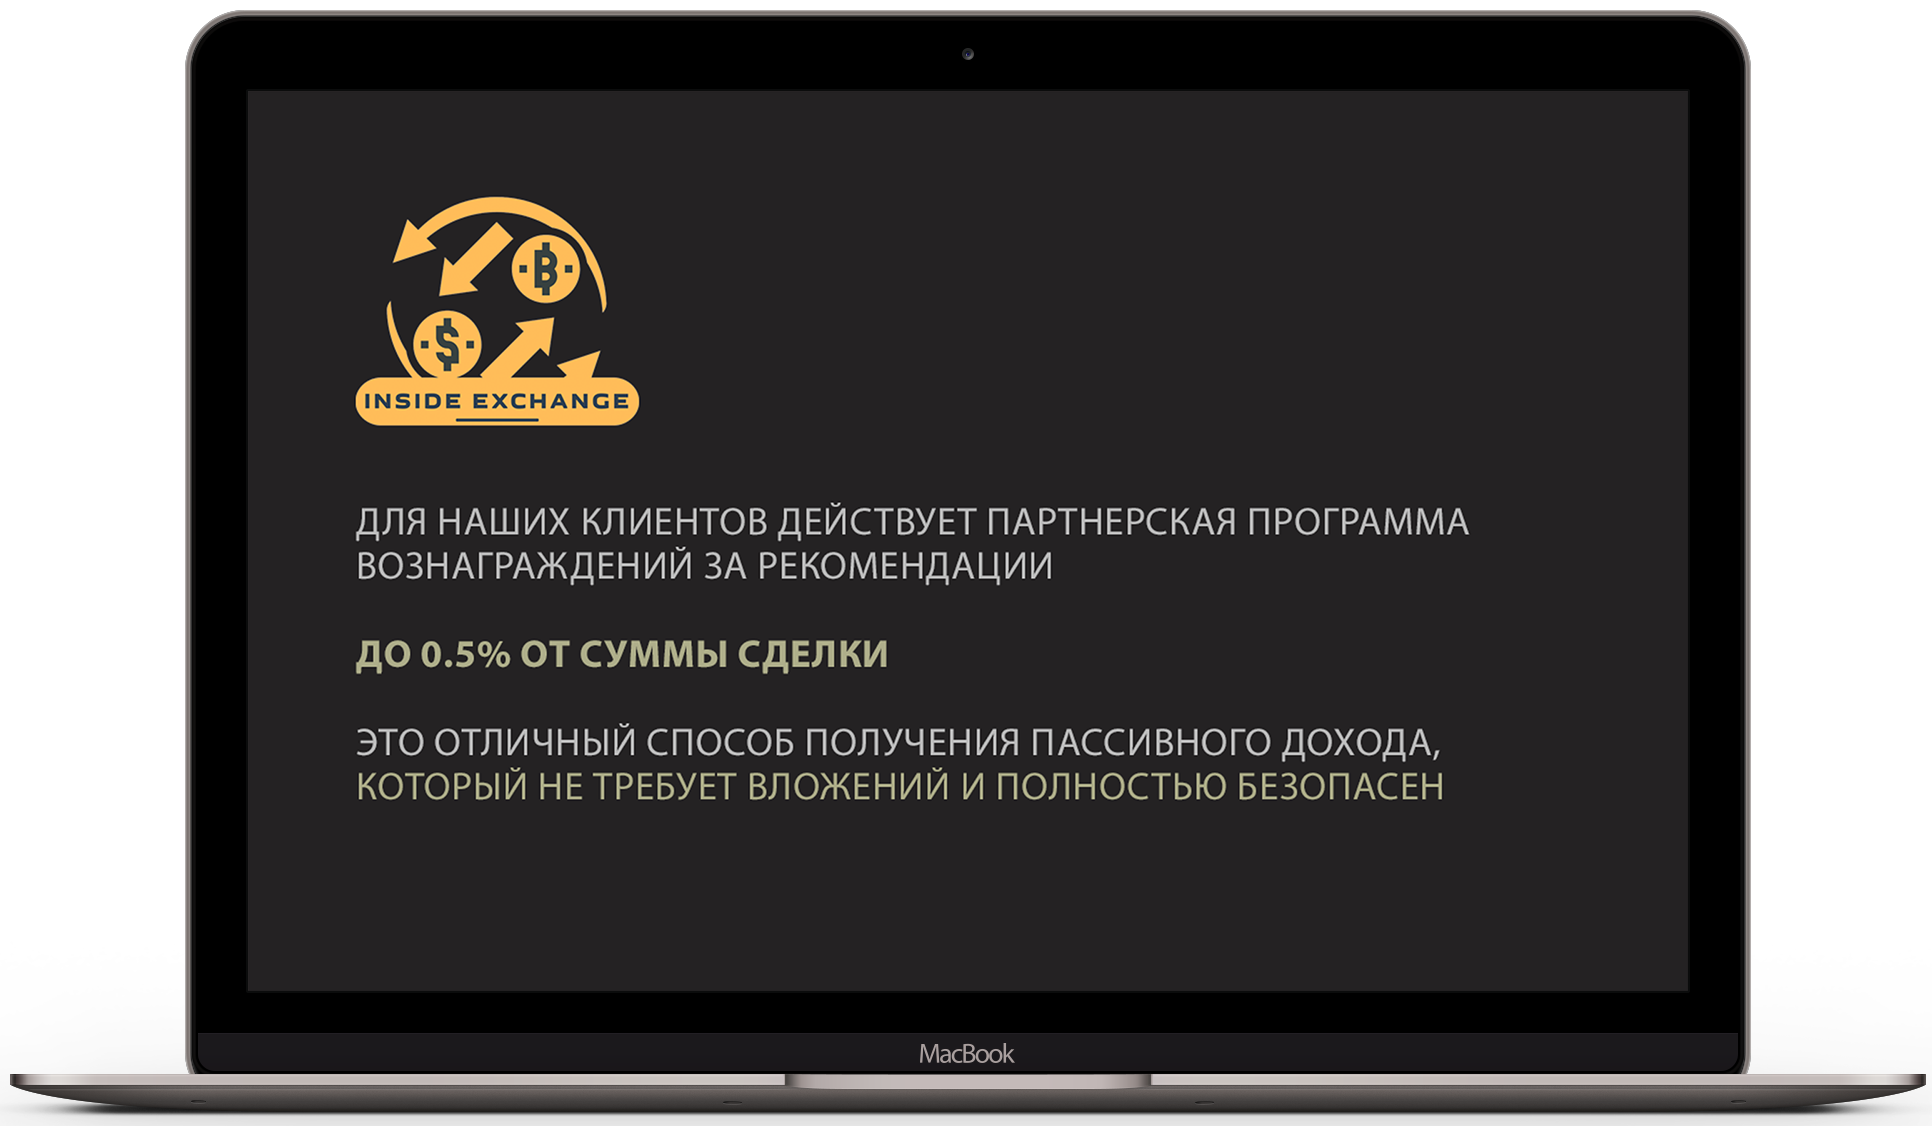 INSIDE EXCHANGE
ДЛЯ НАШИХ КЛИЕНТОВ ДЕЙСТВУЕТ ПАРТНЕРСКАЯ ПРОГРАММА
ВОЗНАГРАЖДЕНИЙ ЗА РЕКОМЕНДАЦИИ
ДО 0.5% ОТ СУММЫ СДЕЛКИ
ЭТО ОТЛИЧНЫЙ СПОСОБ ПОЛУЧЕНИЯ ПАССИВНОГО ДОХОДА,
КОТОРЫЙ НЕ ТРЕБУЕТ ВЛОЖЕНИЙ И ПОЛНОСТЬЮ БЕЗОПАСЕН
MacBook